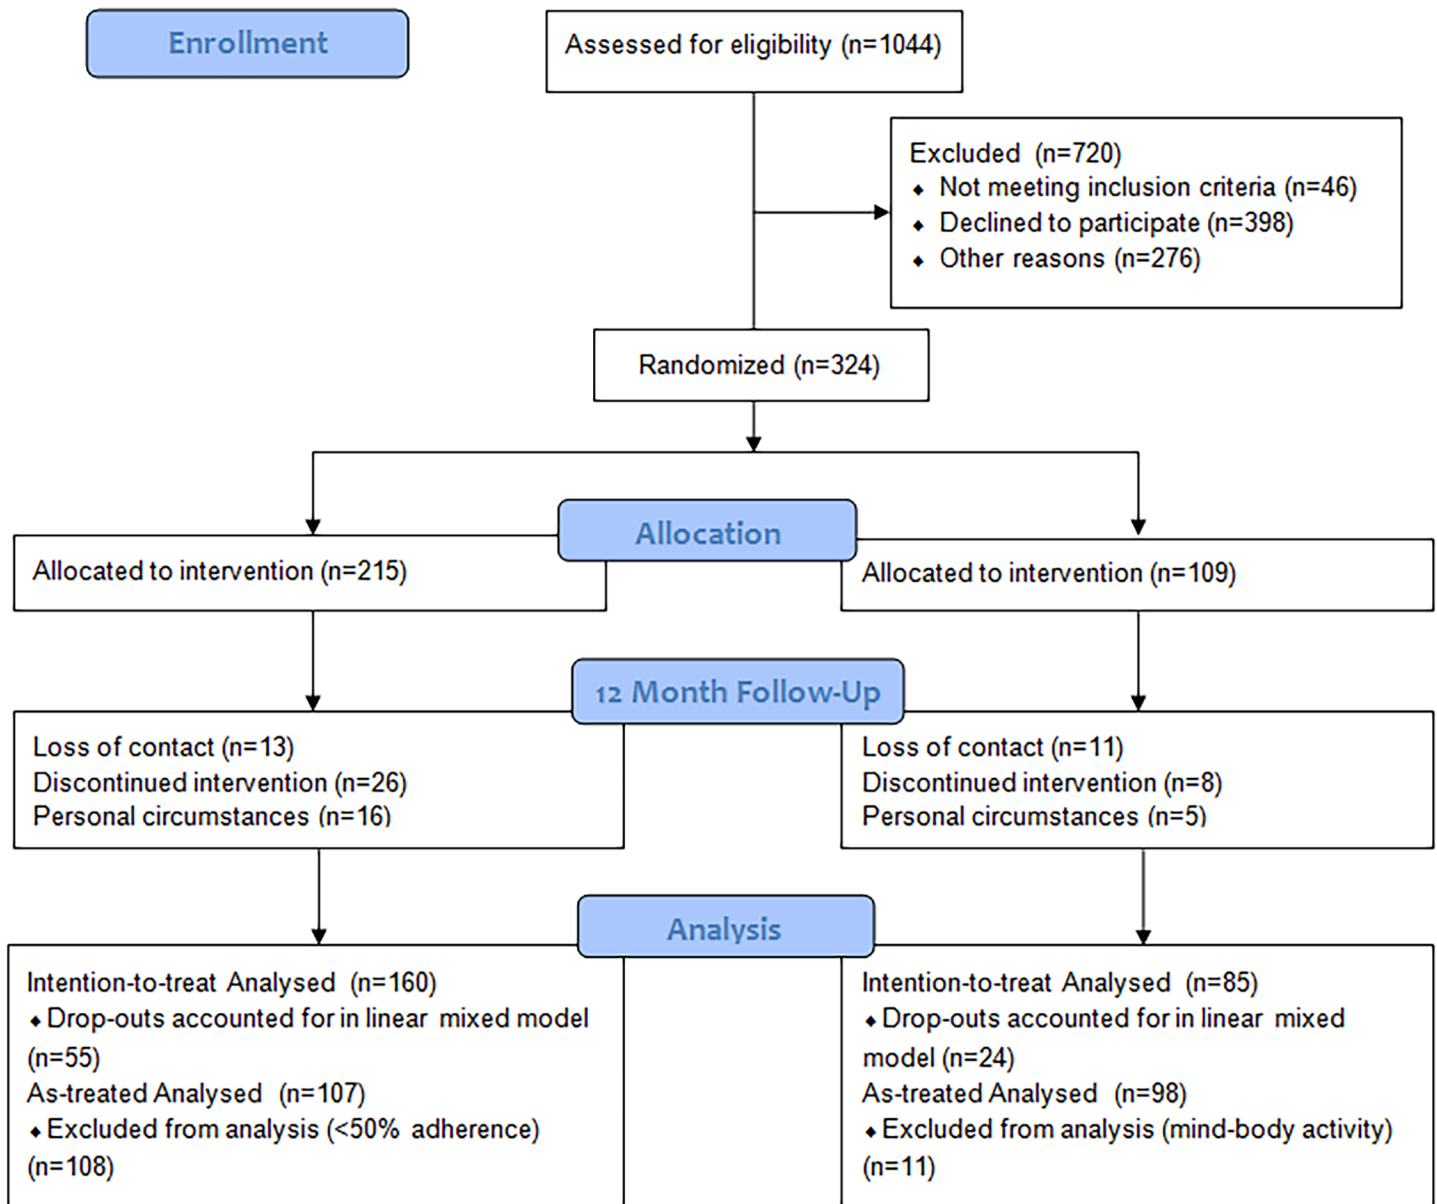 Enrollment
Assessed for eligibility (n=1044)
Excluded (n=720)
⬥ Not meeting inclusion criteria (n=46)
⬥ Declined to participate (n=398)
⬥ Other reasons (n=276)
Randomized (n=324)
Allocation
Allocated to intervention (n=215)
Allocated to intervention (n=109)
12 Month Follow-Up
Loss of contact (n=13)
Discontinued intervention (n=26)
Personal circumstances (n=16)
Loss of contact (n=11)
Discontinued intervention (n=8)
Personal circumstances (n=5)
Analysis
Intention-to-treat Analysed (n=160)
⬥ Drop-outs accounted for in linear mixed model
(n=55)
As-treated Analysed (n=107)
⬥ Excluded from analysis (<50% adherence)
(n=108)
Intention-to-treat Analysed (n=85)
⬥ Drop-outs accounted for in linear mixed
model (n=24)
As-treated Analysed (n=98)
⬥ Excluded from analysis (mind-body activity)
(n=11)